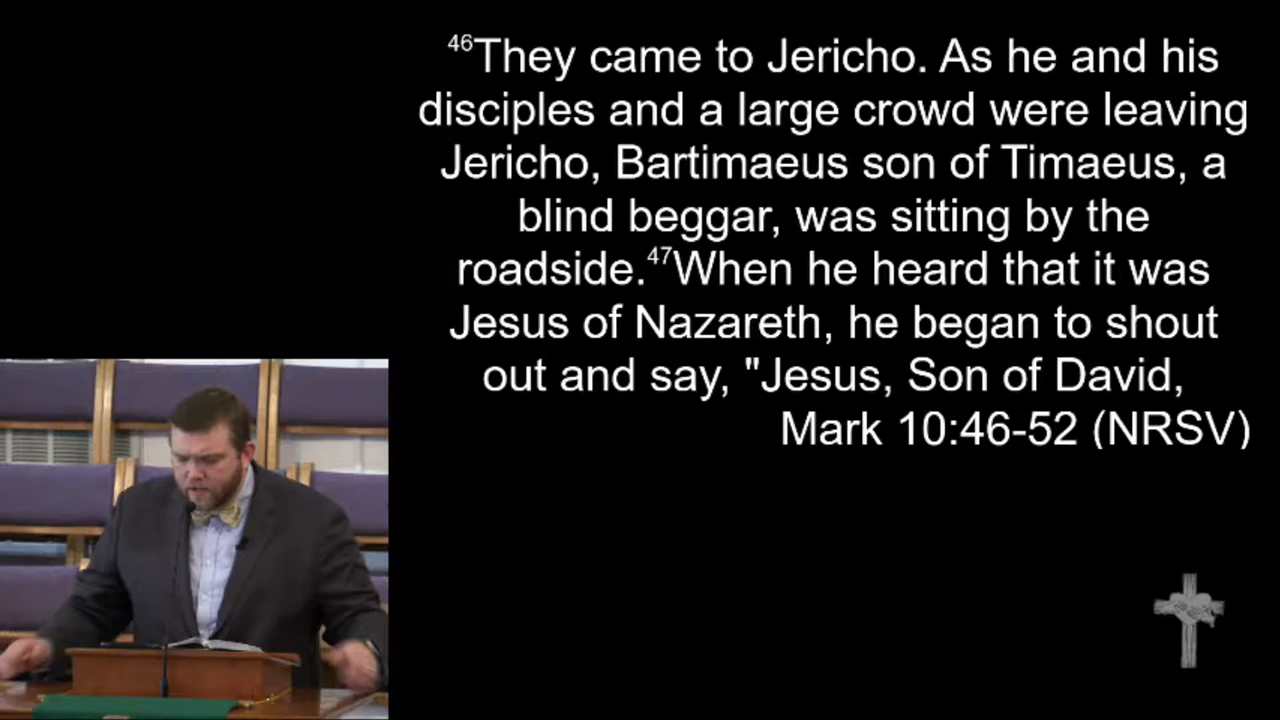 ⁴⁶They came to Jericho. As he and his
disciples and a large crowd were leaving
Jericho, Bartimaeus son of Timaeus, a
blind beggar, was sitting by the
roadside.⁴⁷When he heard that it was
Jesus of Nazareth, he began to shout
out and say, "Jesus, Son of David,
Mark 10:46-52 (NRSV)